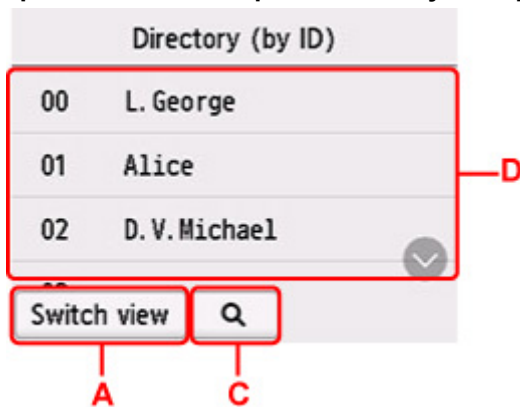 Directory (by ID)
00 L. George
01 Alice
02 D. V. Michael
D
Switch view
A C